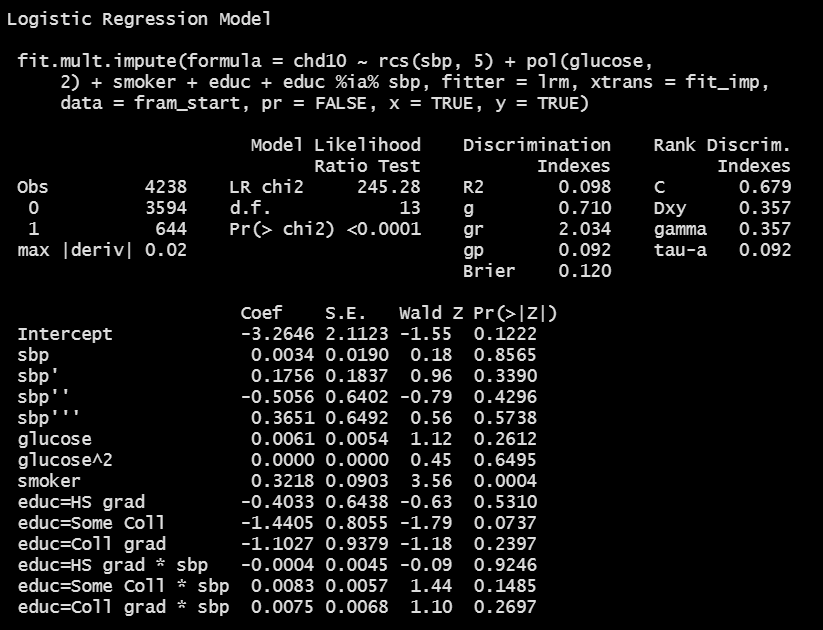 Logistic Regression Model
fit.mult.impute(formula = chd10 ~ rcs(sbp, 5) + pol(glucose,
2) + smoker + educ + educ %ia% sbp, fitter = lrm, xtrans = fit_imp,
data = fram_start, pr = FALSE, x = TRUE, y = TRUE)
Model Likelihood Discrimination Rank Discrim.
Ratio Test Indexes Indexes
Obs 4238 LR chi2 245.28 R2 0.098 C 0.679
0 3594 d.f. 13 g 0.710 Dxy 0.357
1 644 Pr(> chi2) <0.0001 gr 2.034 gamma 0.357
max |deriv| 0.02 gp 0.092 tau-a 0.092
Brier 0.120
Coef S.E. Wald Z Pr(>|Z|)
Intercept -3.2646 2.1123 -1.55 0.1222
sbp 0.0034 0.0190 0.18 0.8565
sbp' 0.1756 0.1837 0.96 0.3390
sbp'' -0.5056 0.6402 -0.79 0.4296
sbp''' 0.3651 0.6492 0.56 0.5738
glucose 0.0061 0.0054 1.12 0.2612
glucose^2 0.0000 0.0000 0.45 0.6495
smoker 0.3218 0.0903 3.56 0.0004
educ=HS grad -0.4033 0.6438 -0.63 0.5310
educ=Some Coll -1.4405 0.8055 -1.79 0.0737
educ=Coll grad -1.1027 0.9379 -1.18 0.2397
educ=HS grad * sbp -0.0004 0.0045 -0.09 0.9246
educ=Some Coll * sbp 0.0083 0.0057 1.44 0.1485
educ=Coll grad * sbp 0.0075 0.0068 1.10 0.2697